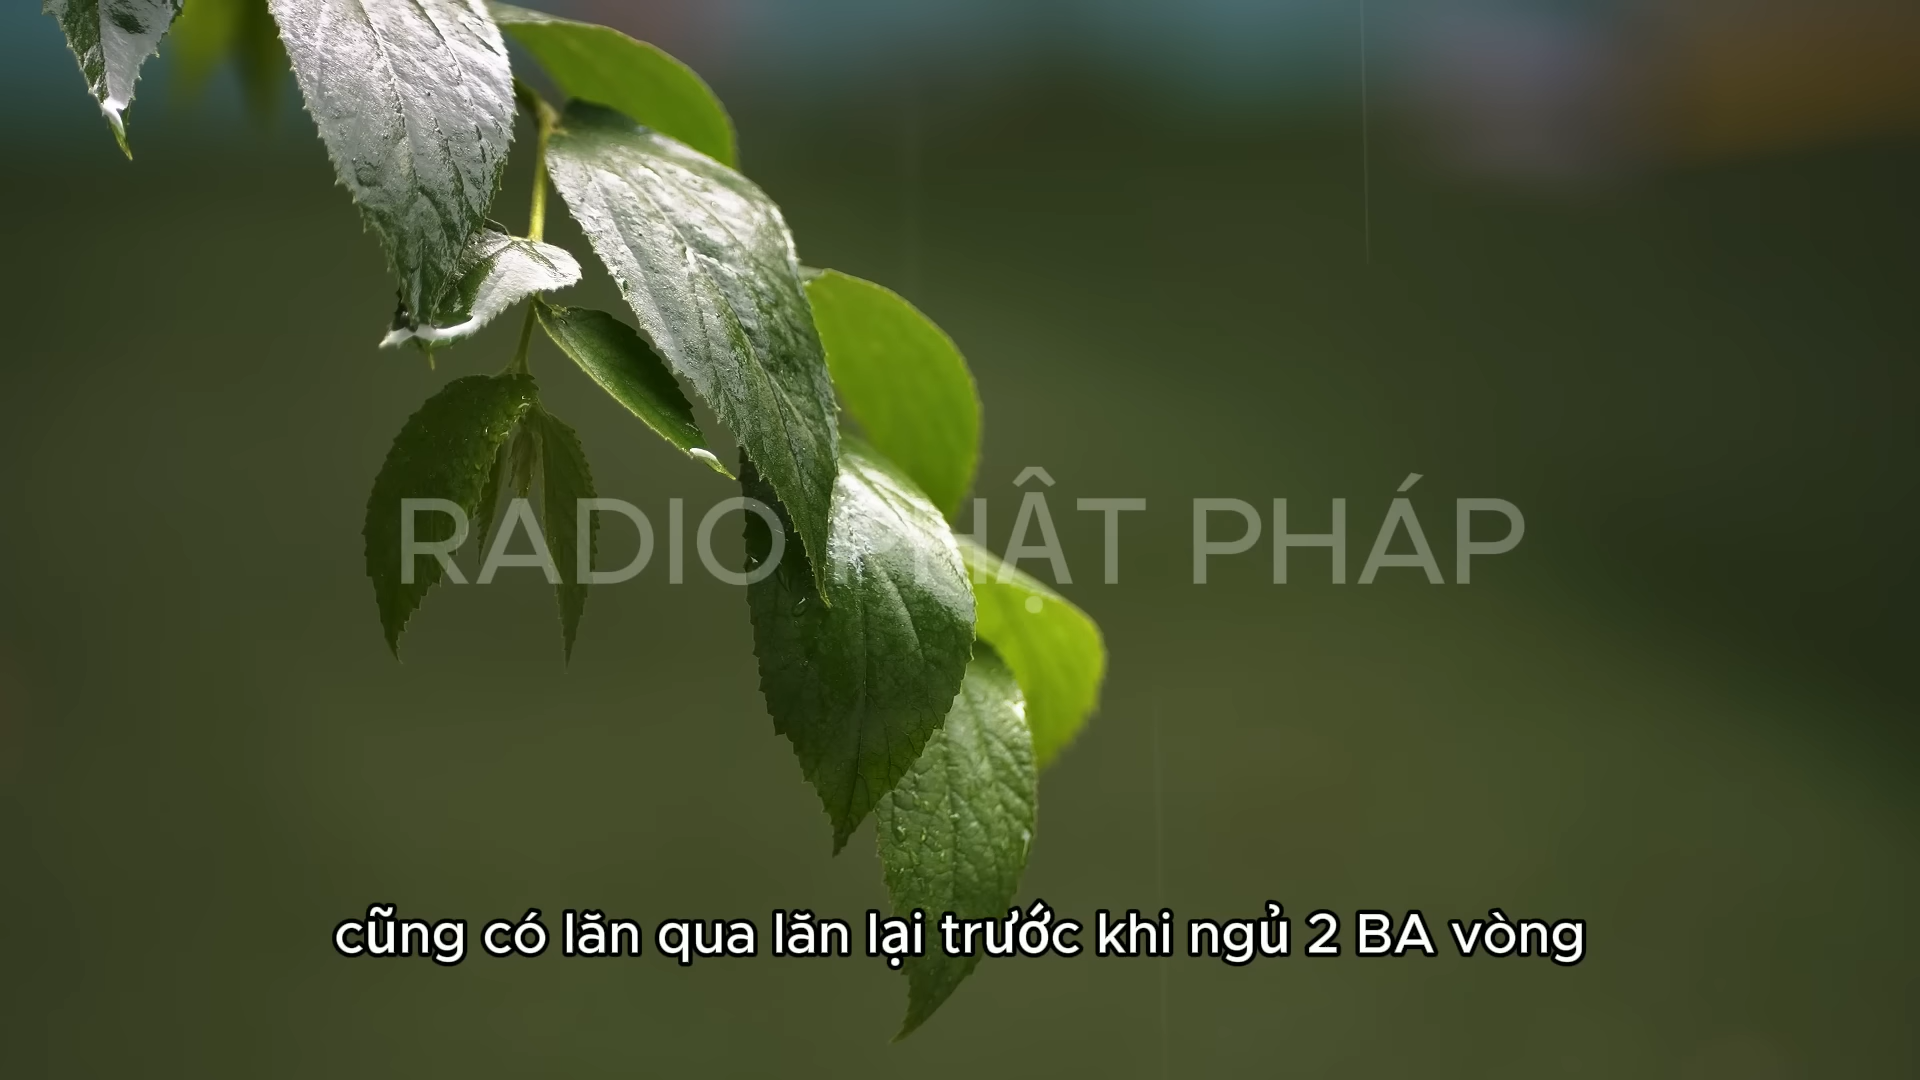 RADIO PHẬT PHÁP
cũng có lăn qua lăn lại trước khi ngủ 2 BA vòng